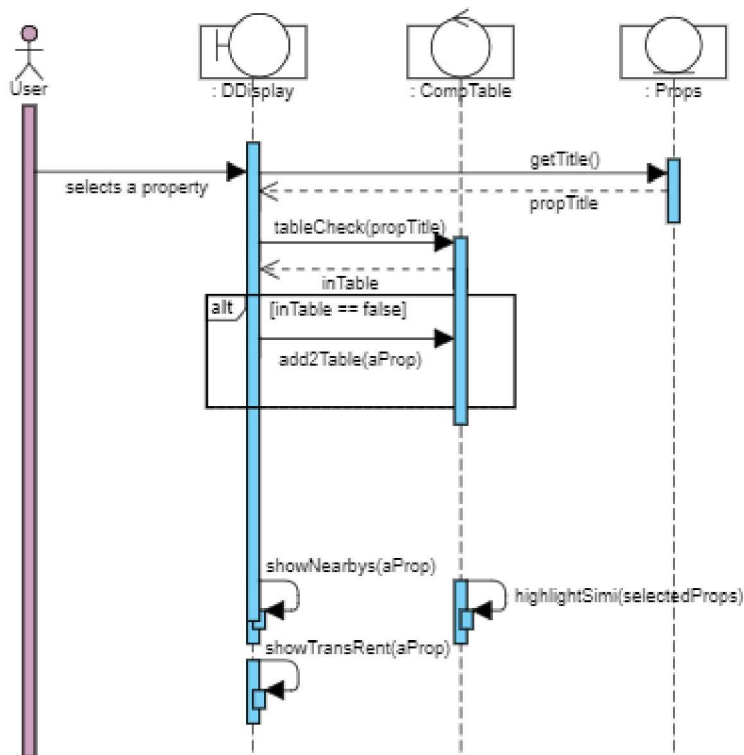 User
: DDisplay
: CompTable
: Props
selects a property
getTitle()
propTitle
tableCheck(propTitle)
inTable
alt
[inTable == false]
add2Table(aProp)
showNearbys(aProp)
highlightSimi(selectedProps)
showTransRent(aProp)